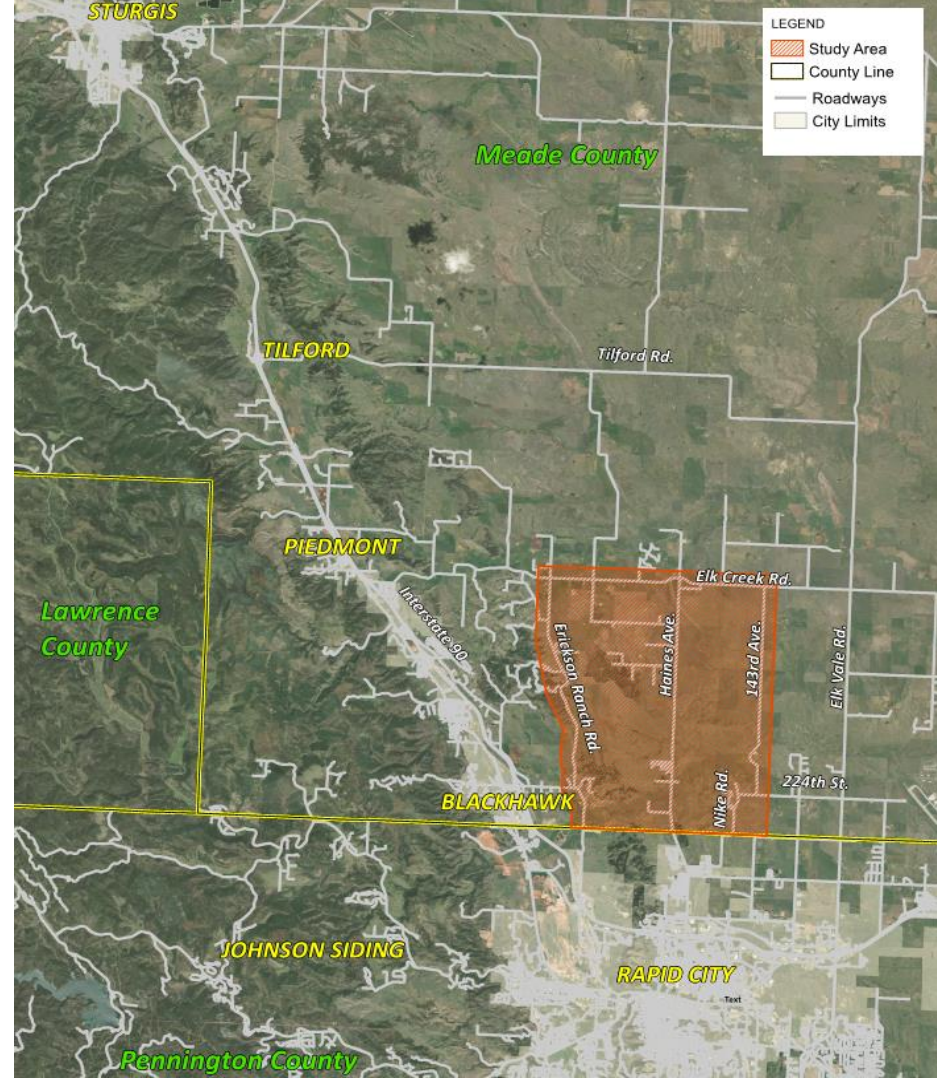 STURGIS
LEGEND
Study Area
County Line
Roadways
City Limits
Meade County
TILFORD
Tilford Rd.
PIEDMONT
Elk Creek Rd.
Interstate 90
Lawrence
County
Erickson Ranch Rd.
Haines Ave.
143rd Ave.
Elk Vale Rd.
224th St.
Nike Rd.
BLACKHAWK
JOHNSON SIDING
RAPID CITY
Text
Pennington County